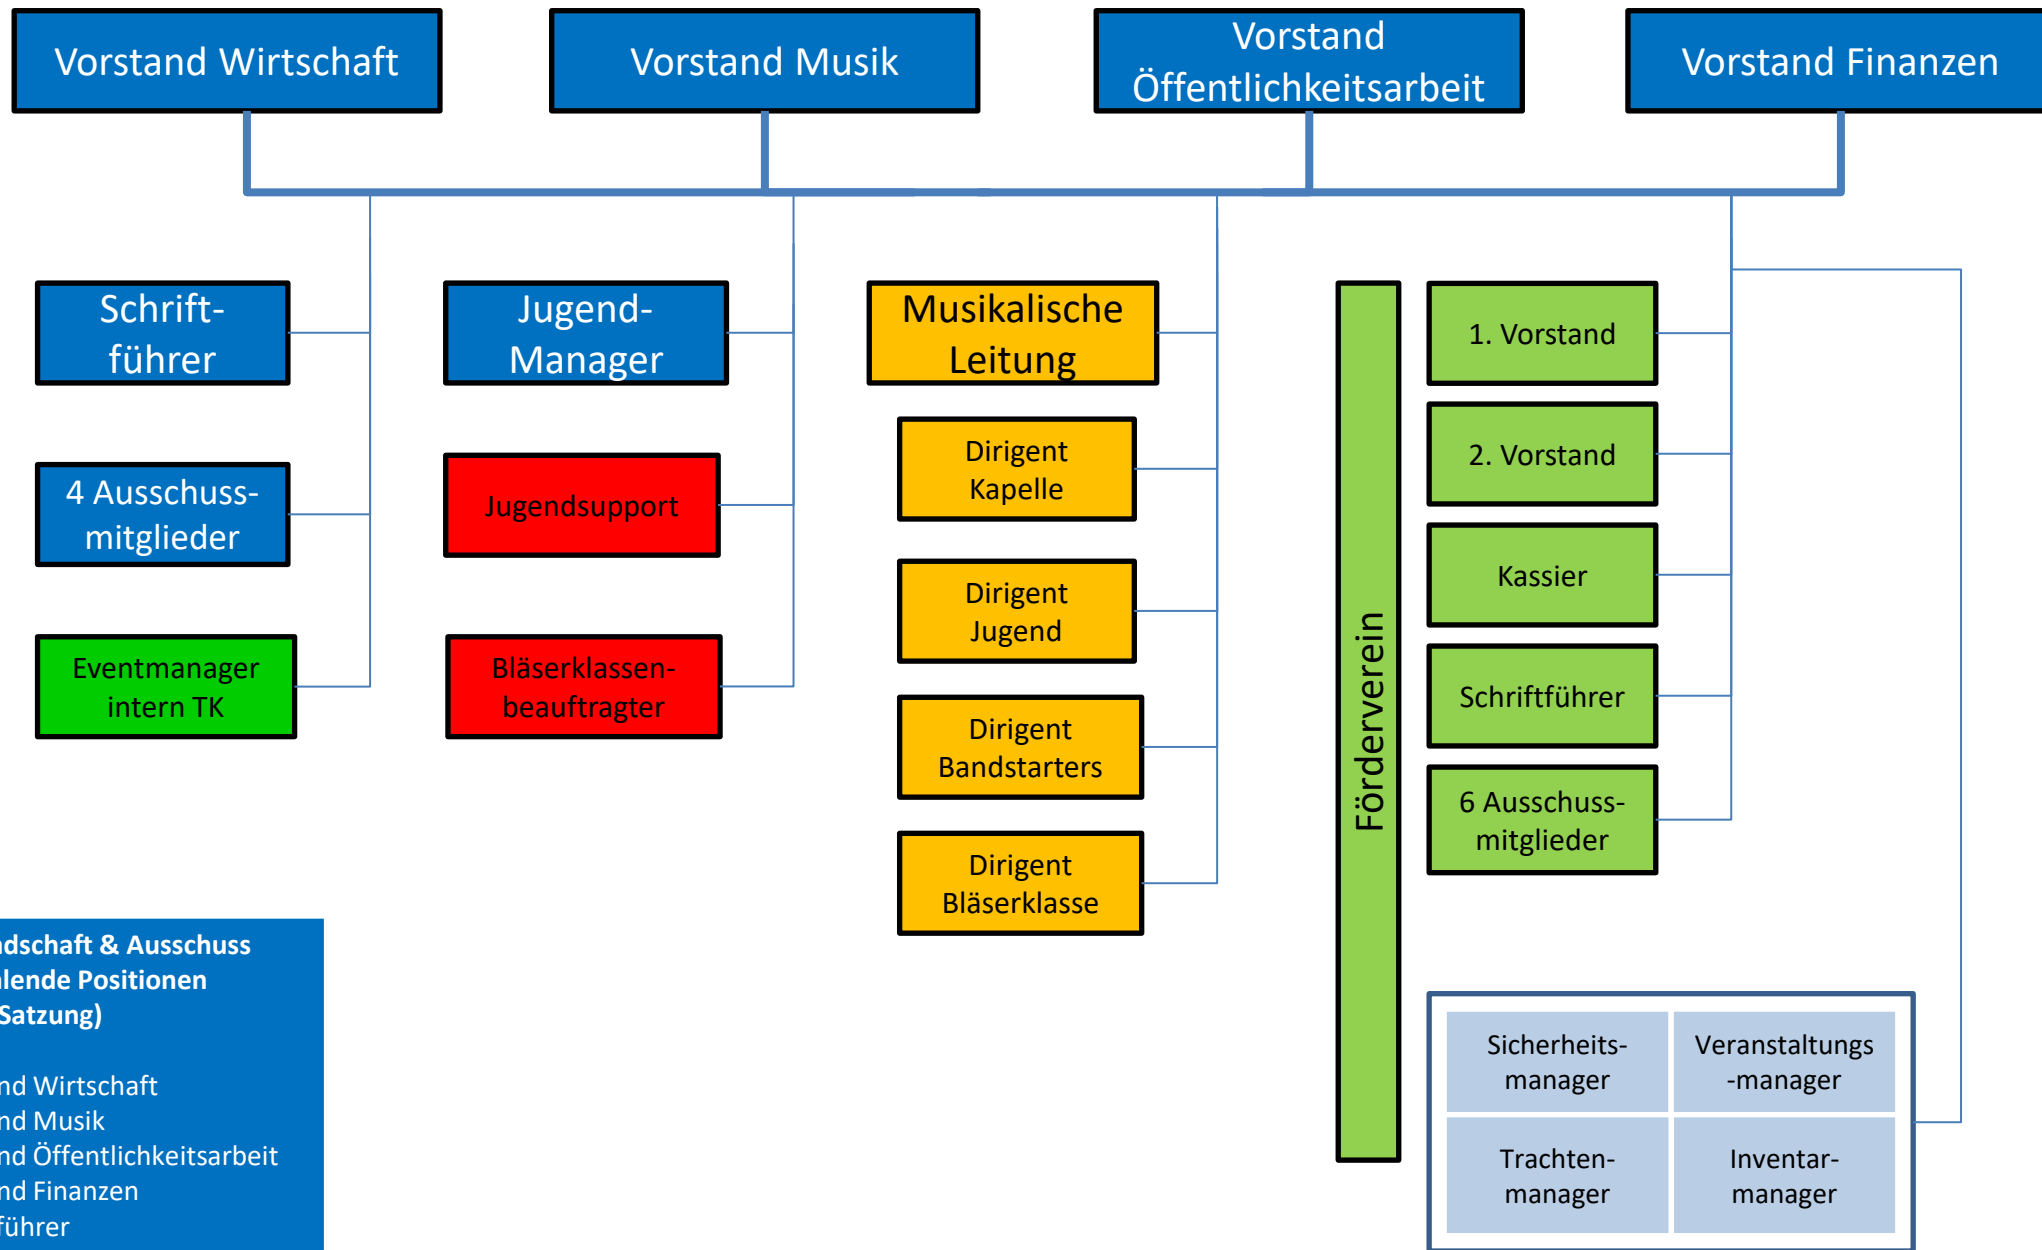 Vorstand Wirtschaft
Vorstand Musik
Vorstand
Öffentlichkeitsarbeit
Vorstand Finanzen
Schrift-
führer
4 Ausschuss-
mitglieder
Eventmanager
intern TK
Jugend-
Manager
Jugendsupport
Bläserklassen-
beauftragter
Musikalische
Leitung
Dirigent
Kapelle
Dirigent
Jugend
Dirigent
Bandstarters
Dirigent
Bläserklasse
Förderverein
1. Vorstand
2. Vorstand
Kassier
Schriftführer
6 Ausschuss-
mitglieder
Sicherheits-
manager
Veranstaltungs
-manager
Trachten-
manager
Inventar-
manager
ndschaft & Ausschuss
lende Positionen
Satzung)
nd Wirtschaft
nd Musik
nd Öffentlichkeitsarbeit
nd Finanzen
führer